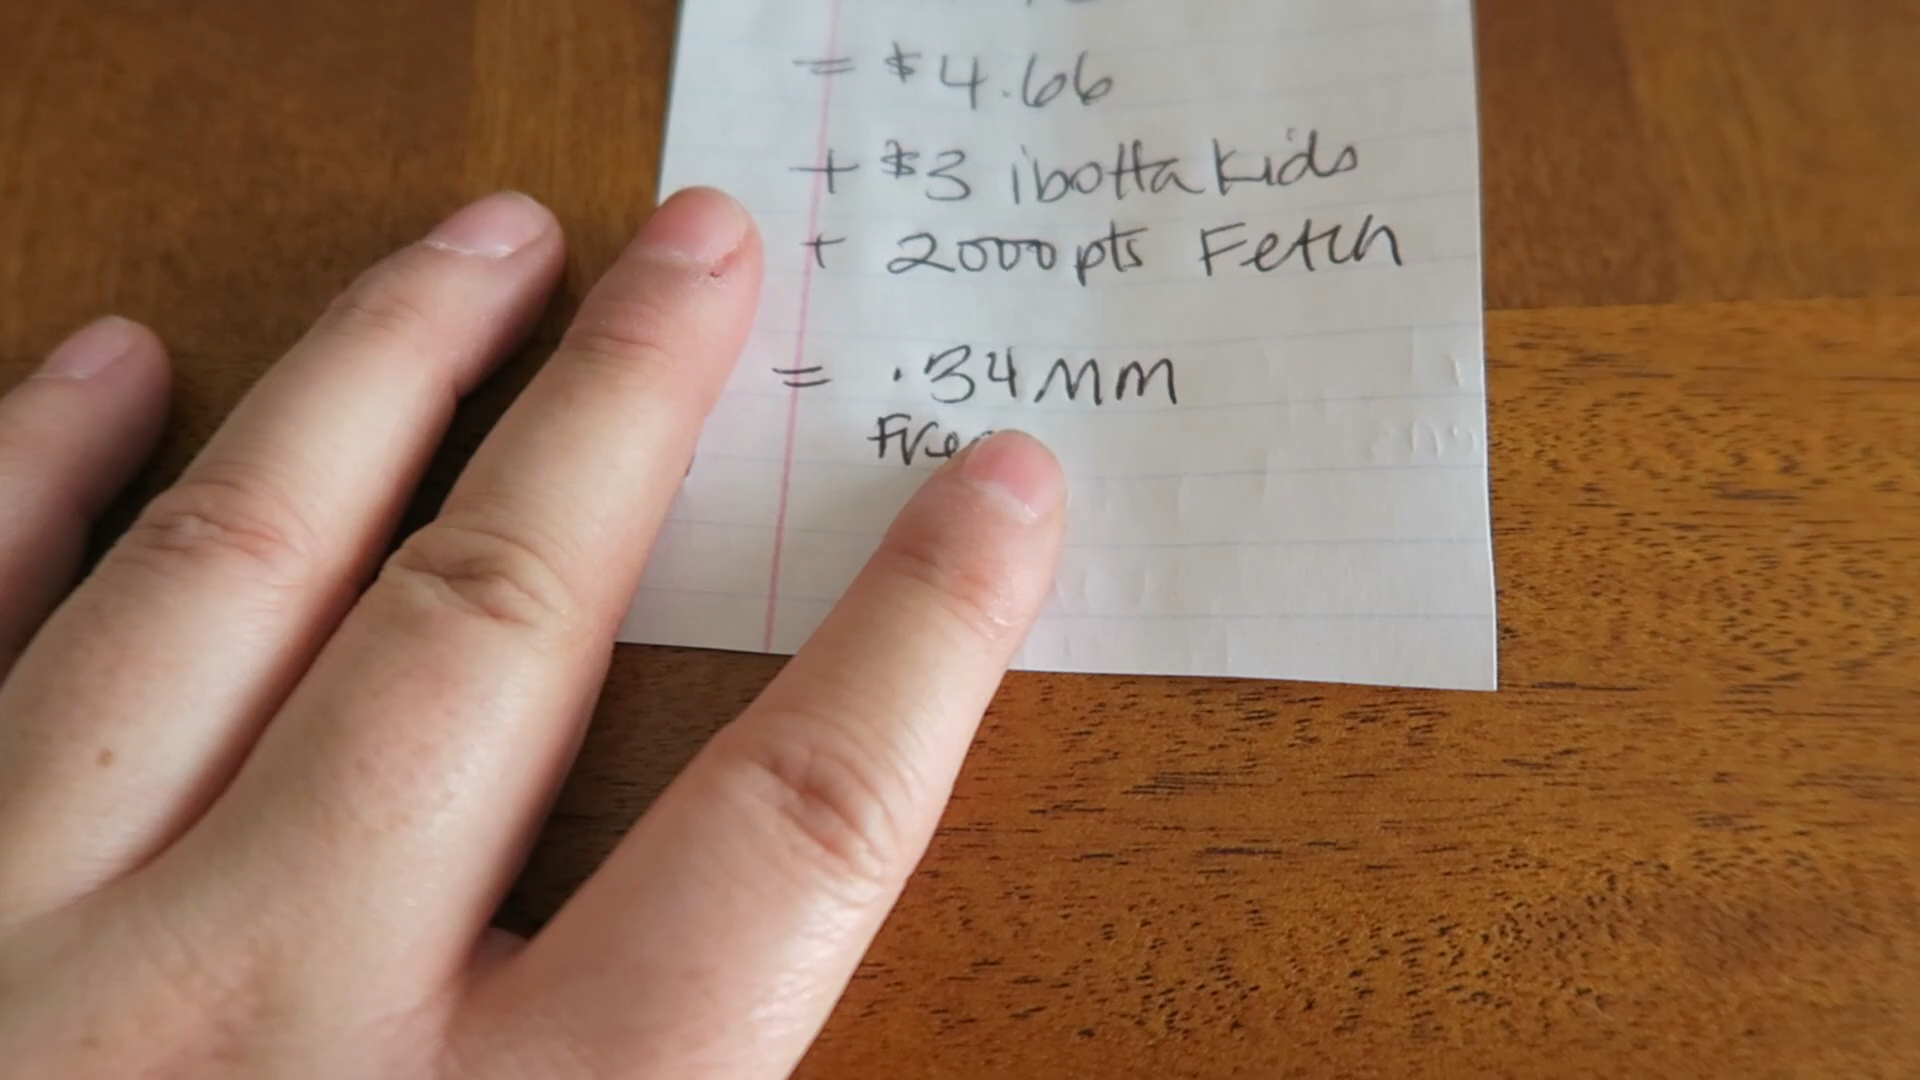 = $4.66
+ $3 ibotta kids
+ 2000 pts Fetch
= .34 MM